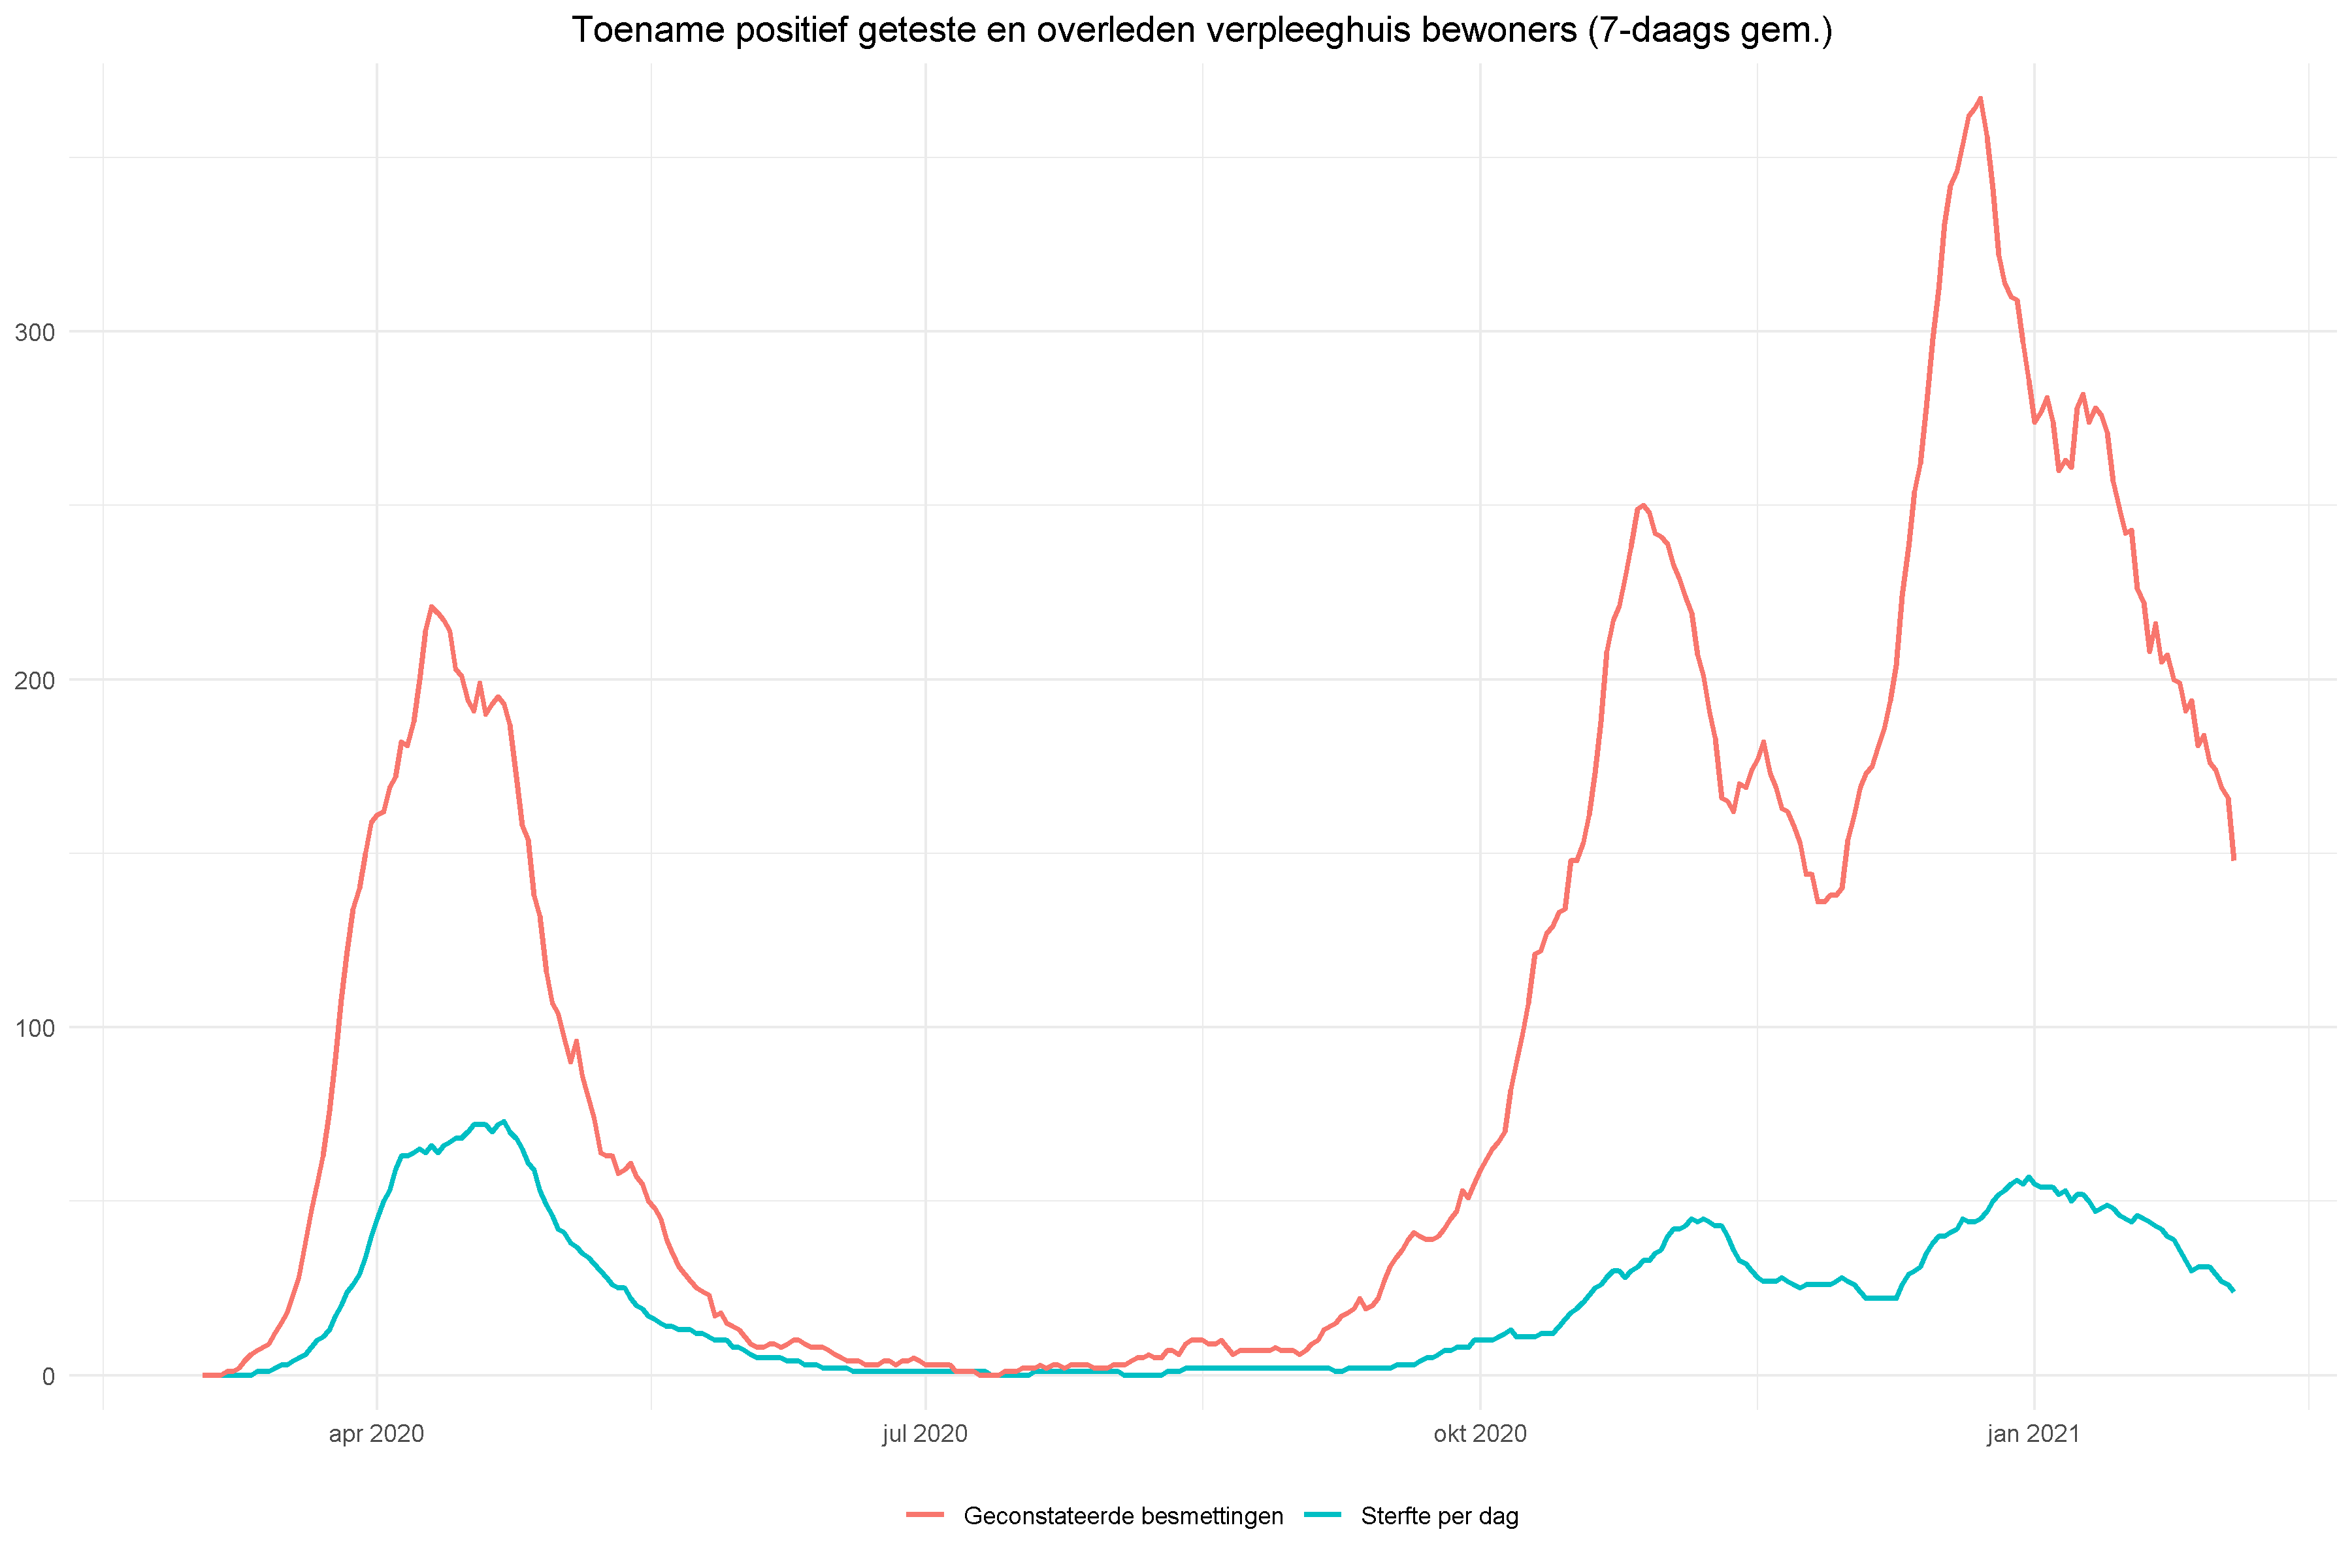 Toename positief geteste en overleden verpleeghuis bewoners (7-daags gem.)
300
200
100
0
apr 2020 jul 2020 okt 2020 jan 2021
Geconstateerde besmettingen Sterfte per dag